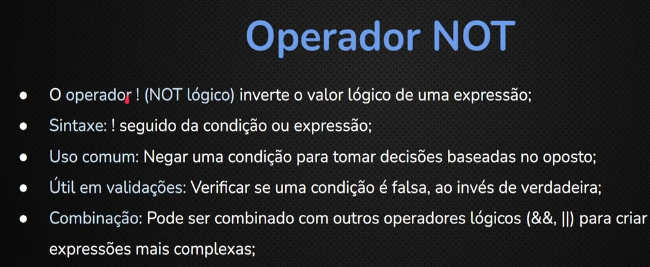 Operador NOT
● O operador ! (NOT lógico) inverte o valor lógico de uma expressão;
● Sintaxe: ! seguido da condição ou expressão;
● Uso comum: Negar uma condição para tomar decisões baseadas no oposto;
● Útil em validações: Verificar se uma condição é falsa, ao invés de verdadeira;
● Combinação: Pode ser combinado com outros operadores lógicos (&&, ||) para criar
expressões mais complexas;